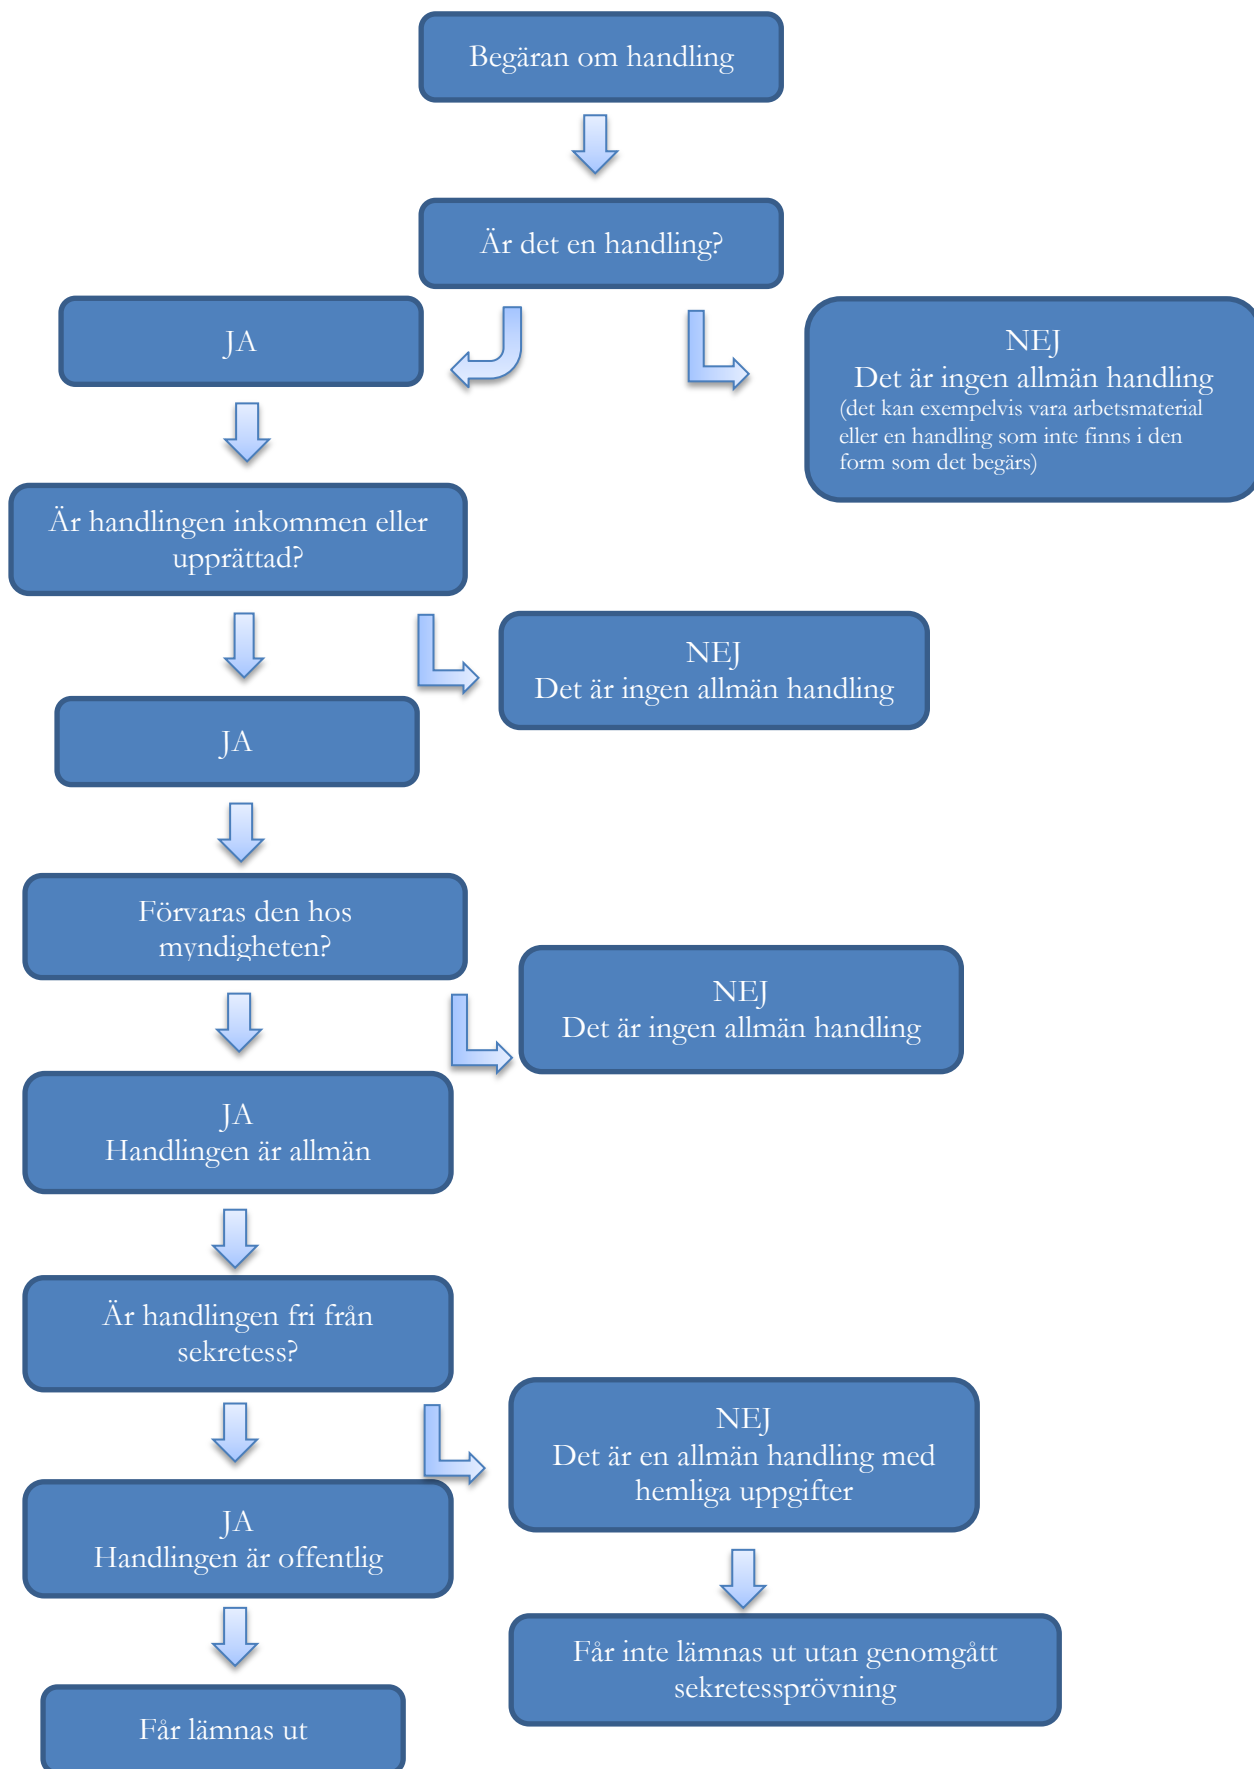 Begäran om handling
Är det en handling?
JA
NEJ
Det är ingen allmän handling
(det kan exempelvis vara arbetsmaterial
eller en handling som inte finns i den
form som det begärs)
Är handlingen inkommen eller
upprättad?
NEJ
Det är ingen allmän handling
JA
Förvaras den hos
myndigheten?
NEJ
Det är ingen allmän handling
JA
Handlingen är allmän
Är handlingen fri från
sekretess?
NEJ
Det är en allmän handling med
hemliga uppgifter
JA
Handlingen är offentlig
Får inte lämnas ut utan genomgått
sekretessprövning
Får lämnas ut